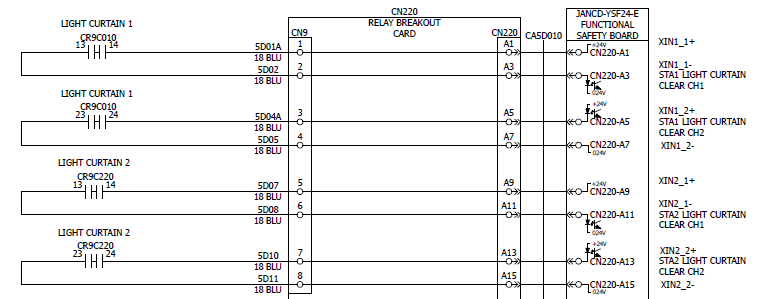 CN220
RELAY BREAKOUT
CARD
JANCD-YSF24-E
FUNCTIONAL
SAFETY BOARD
CN9
CN220
CA5D010
LIGHT CURTAIN 1
CR9C010
13 14
5D01A
18 BLU
1
A1
+24V
CN220-A1
XIN1_1+
5D02
18 BLU
2
A3
CN220-A3
024V
XIN1_1-
STA1 LIGHT CURTAIN
CLEAR CH1
LIGHT CURTAIN 1
CR9C010
23 24
5D04A
18 BLU
3
A5
+24V
CN220-A5
XIN1_2+
STA1 LIGHT CURTAIN
CLEAR CH2
5D05
18 BLU
4
A7
CN220-A7
024V
XIN1_2-
LIGHT CURTAIN 2
CR9C220
13 14
5D07
18 BLU
5
A9
+24V
CN220-A9
XIN2_1+
5D08
18 BLU
6
A11
CN220-A11
024V
XIN2_1-
STA2 LIGHT CURTAIN
CLEAR CH1
LIGHT CURTAIN 2
CR9C220
23 24
5D10
18 BLU
7
A13
+24V
CN220-A13
XIN2_2+
STA2 LIGHT CURTAIN
CLEAR CH2
5D11
18 BLU
8
A15
CN220-A15
024V
XIN2_2-